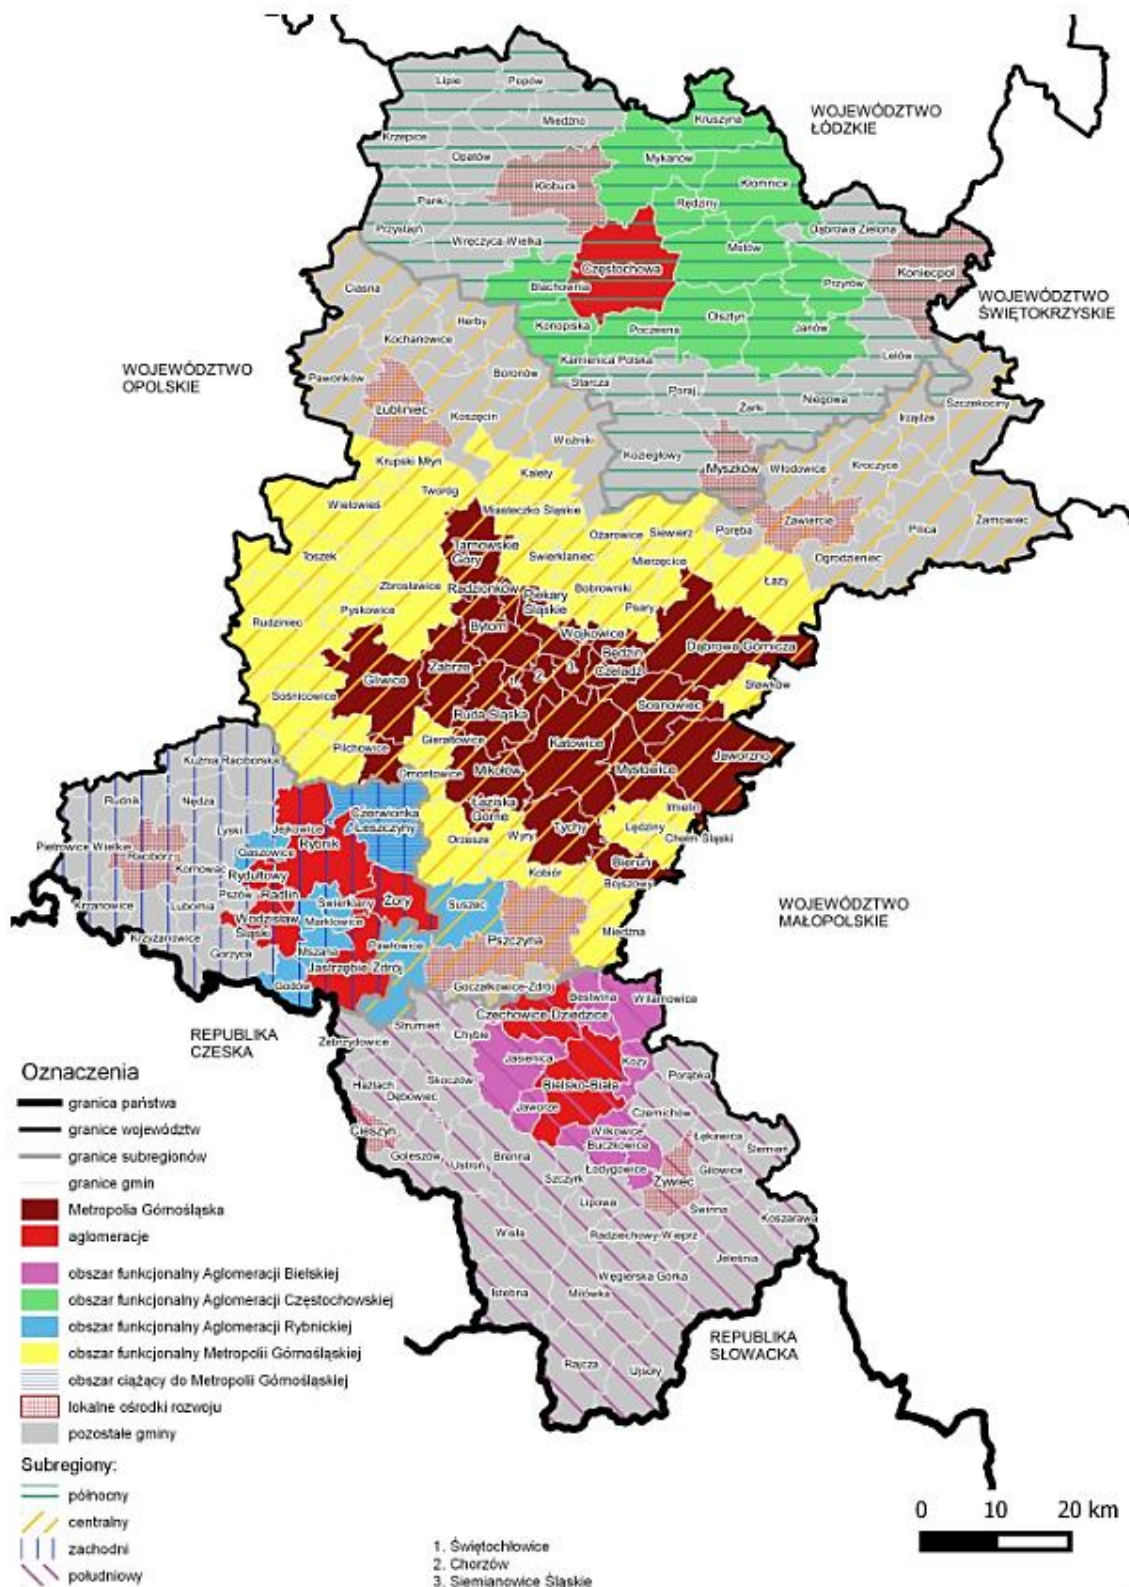 Lipie
Popów
Kruszyna
WOJEWÓDZTWO
ŁÓDZKIE
Miedźno
Krzepice
Opatów
Mykanów
Kłobuck
Kłomnice
Panki
Rędziny
Przystajń
Dąbrowa Zielona
Wręczyca Wielka
Mstów
Częstochowa
Koniecpol
Blachownia
Przyrów
Ciasna
WOJEWÓDZTWO
ŚWIĘTOKRZYSKIE
Herby
Konopiska
Poczesna
Olsztyn
Janów
Kochanowice
Kamienica Polska
Lelów
WOJEWÓDZTWO
OPOLSKIE
Pawonków
Boronów
Starcza
Poraj
Żarki
Niegowa
Szczekociny
Lubliniec
Koszęcin
Irządze
Woźniki
Koziegłowy
Myszków
Włodowice
Kroczyce
Krupski Młyn
Kalety
Tworóg
Wielowieś
Miasteczko Śląskie
Ożarowice
Siewierz
Poręba
Zawiercie
Pilica
Żarnowiec
Tarnowskie
Góry
Toszek
Świerklaniec
Mierzęcice
Ogrodzieniec
Zbrosławice
Radzionków
Piekary
Śląskie
Bobrowniki
Łazy
Psary
Pyskowice
Rudziniec
Bytom
Wojkowice
Dąbrowa Górnicza
Będzin
Zabrze
1.
2.
3.
Czeladź
Gliwice
Sławków
Sośnicowice
Sosnowiec
Ruda Śląska
Gierałtowice
Katowice
Pilchowice
Jaworzno
Kuźnia Raciborska
Ornontowice
Mikołów
Mysłowice
Rudnik
Nędza
Czerwionka
Leszczyny
Łaziska
Górne
Imielin
Lyski
Jejkowice
Rybnik
Orzesze
Wyry
Tychy
Lędziny
Chełm Śląski
Pietrowice Wielkie
Racibórz
Gaszowice
Kornowac
Rydułtowy
Kobiór
Bieruń
Bojszowy
Pszów
Radlin
Krzanowice
Lubomia
Świerklany
Żory
Suszec
WOJEWÓDZTWO
MAŁOPOLSKIE
Wodzisław
Śląski
Marklowice
Krzyżanowice
Gorzyce
Mszana
Pawłowice
Pszczyna
Miedźna
Jastrzębie-Zdrój
Godów
Goczałkowice-Zdrój
Bestwina
Wilamowice
REPUBLIKA
CZESKA
Czechowice Dziedzice
Zebrzydowice
Strumień
Chybie
Jasienica
Kozy
Porąbka
Hażlach
Skoczów
Dębowiec
Bielsko-Biała
Jaworze
Czernichów
Cieszyn
Wilkowice
Buczkowice
Łękawica
Ślemień
Goleszów
Ustroń
Brenna
Szczyrk
Łodygowice
Żywiec
Gilowice
Lipowa
Świnna
Koszarawa
Wisła
Radziechowy-Wieprz
Jeleśnia
Węgierska Górka
Istebna
Milówka
REPUBLIKA
SŁOWACKA
Rajcza
Ujsoły
Oznaczenia
granica państwa
granice województw
granice subregionów
granice gmin
Metropolia Górnośląska
aglomeracje
obszar funkcjonalny Aglomeracji Bielskiej
obszar funkcjonalny Aglomeracji Częstochowskiej
obszar funkcjonalny Aglomeracji Rybnickiej
obszar funkcjonalny Metropolii Górnośląskiej
obszar ciążący do Metropolii Górnośląskiej
lokalne ośrodki rozwoju
pozostałe gminy
Subregiony:
północny
centralny
zachodni
południowy
1. Świętochłowice
2. Chorzów
3. Siemianowice Śląskie
0 10 20 km